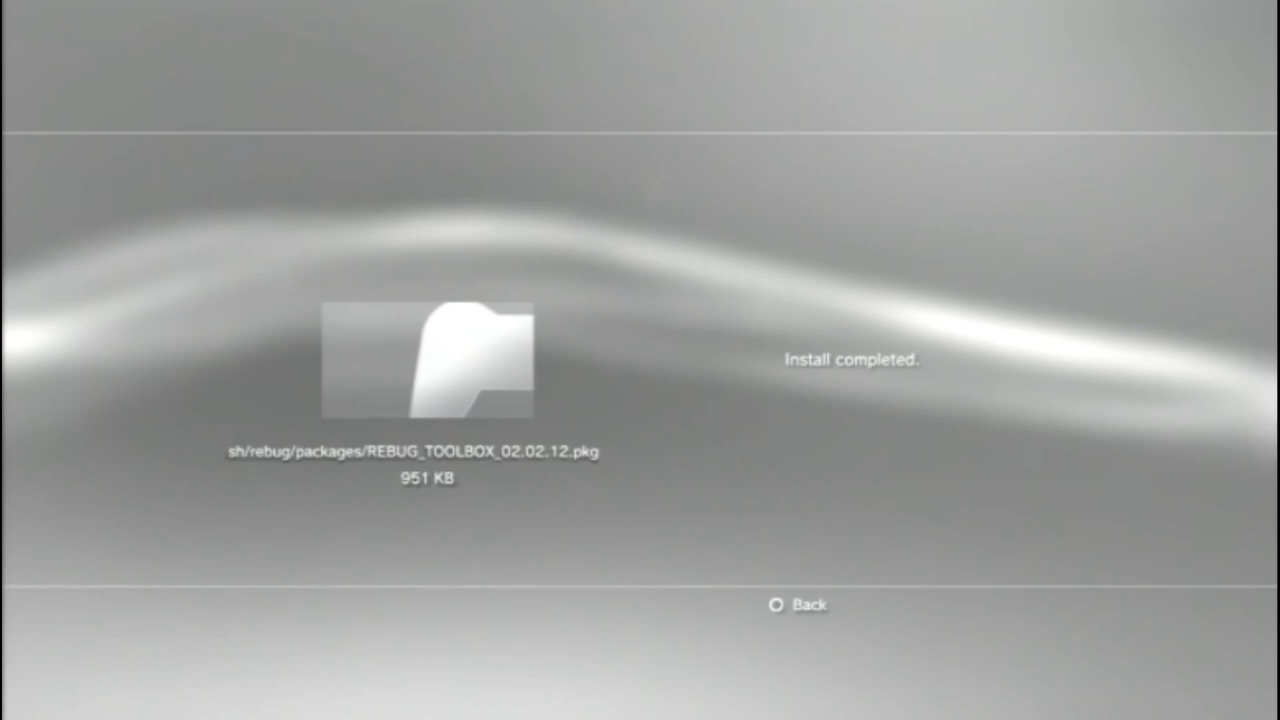 Install completed.
sh/rebug/packages/REBUG_TOOLBOX_02.02.12.pkg
951 KB
Back